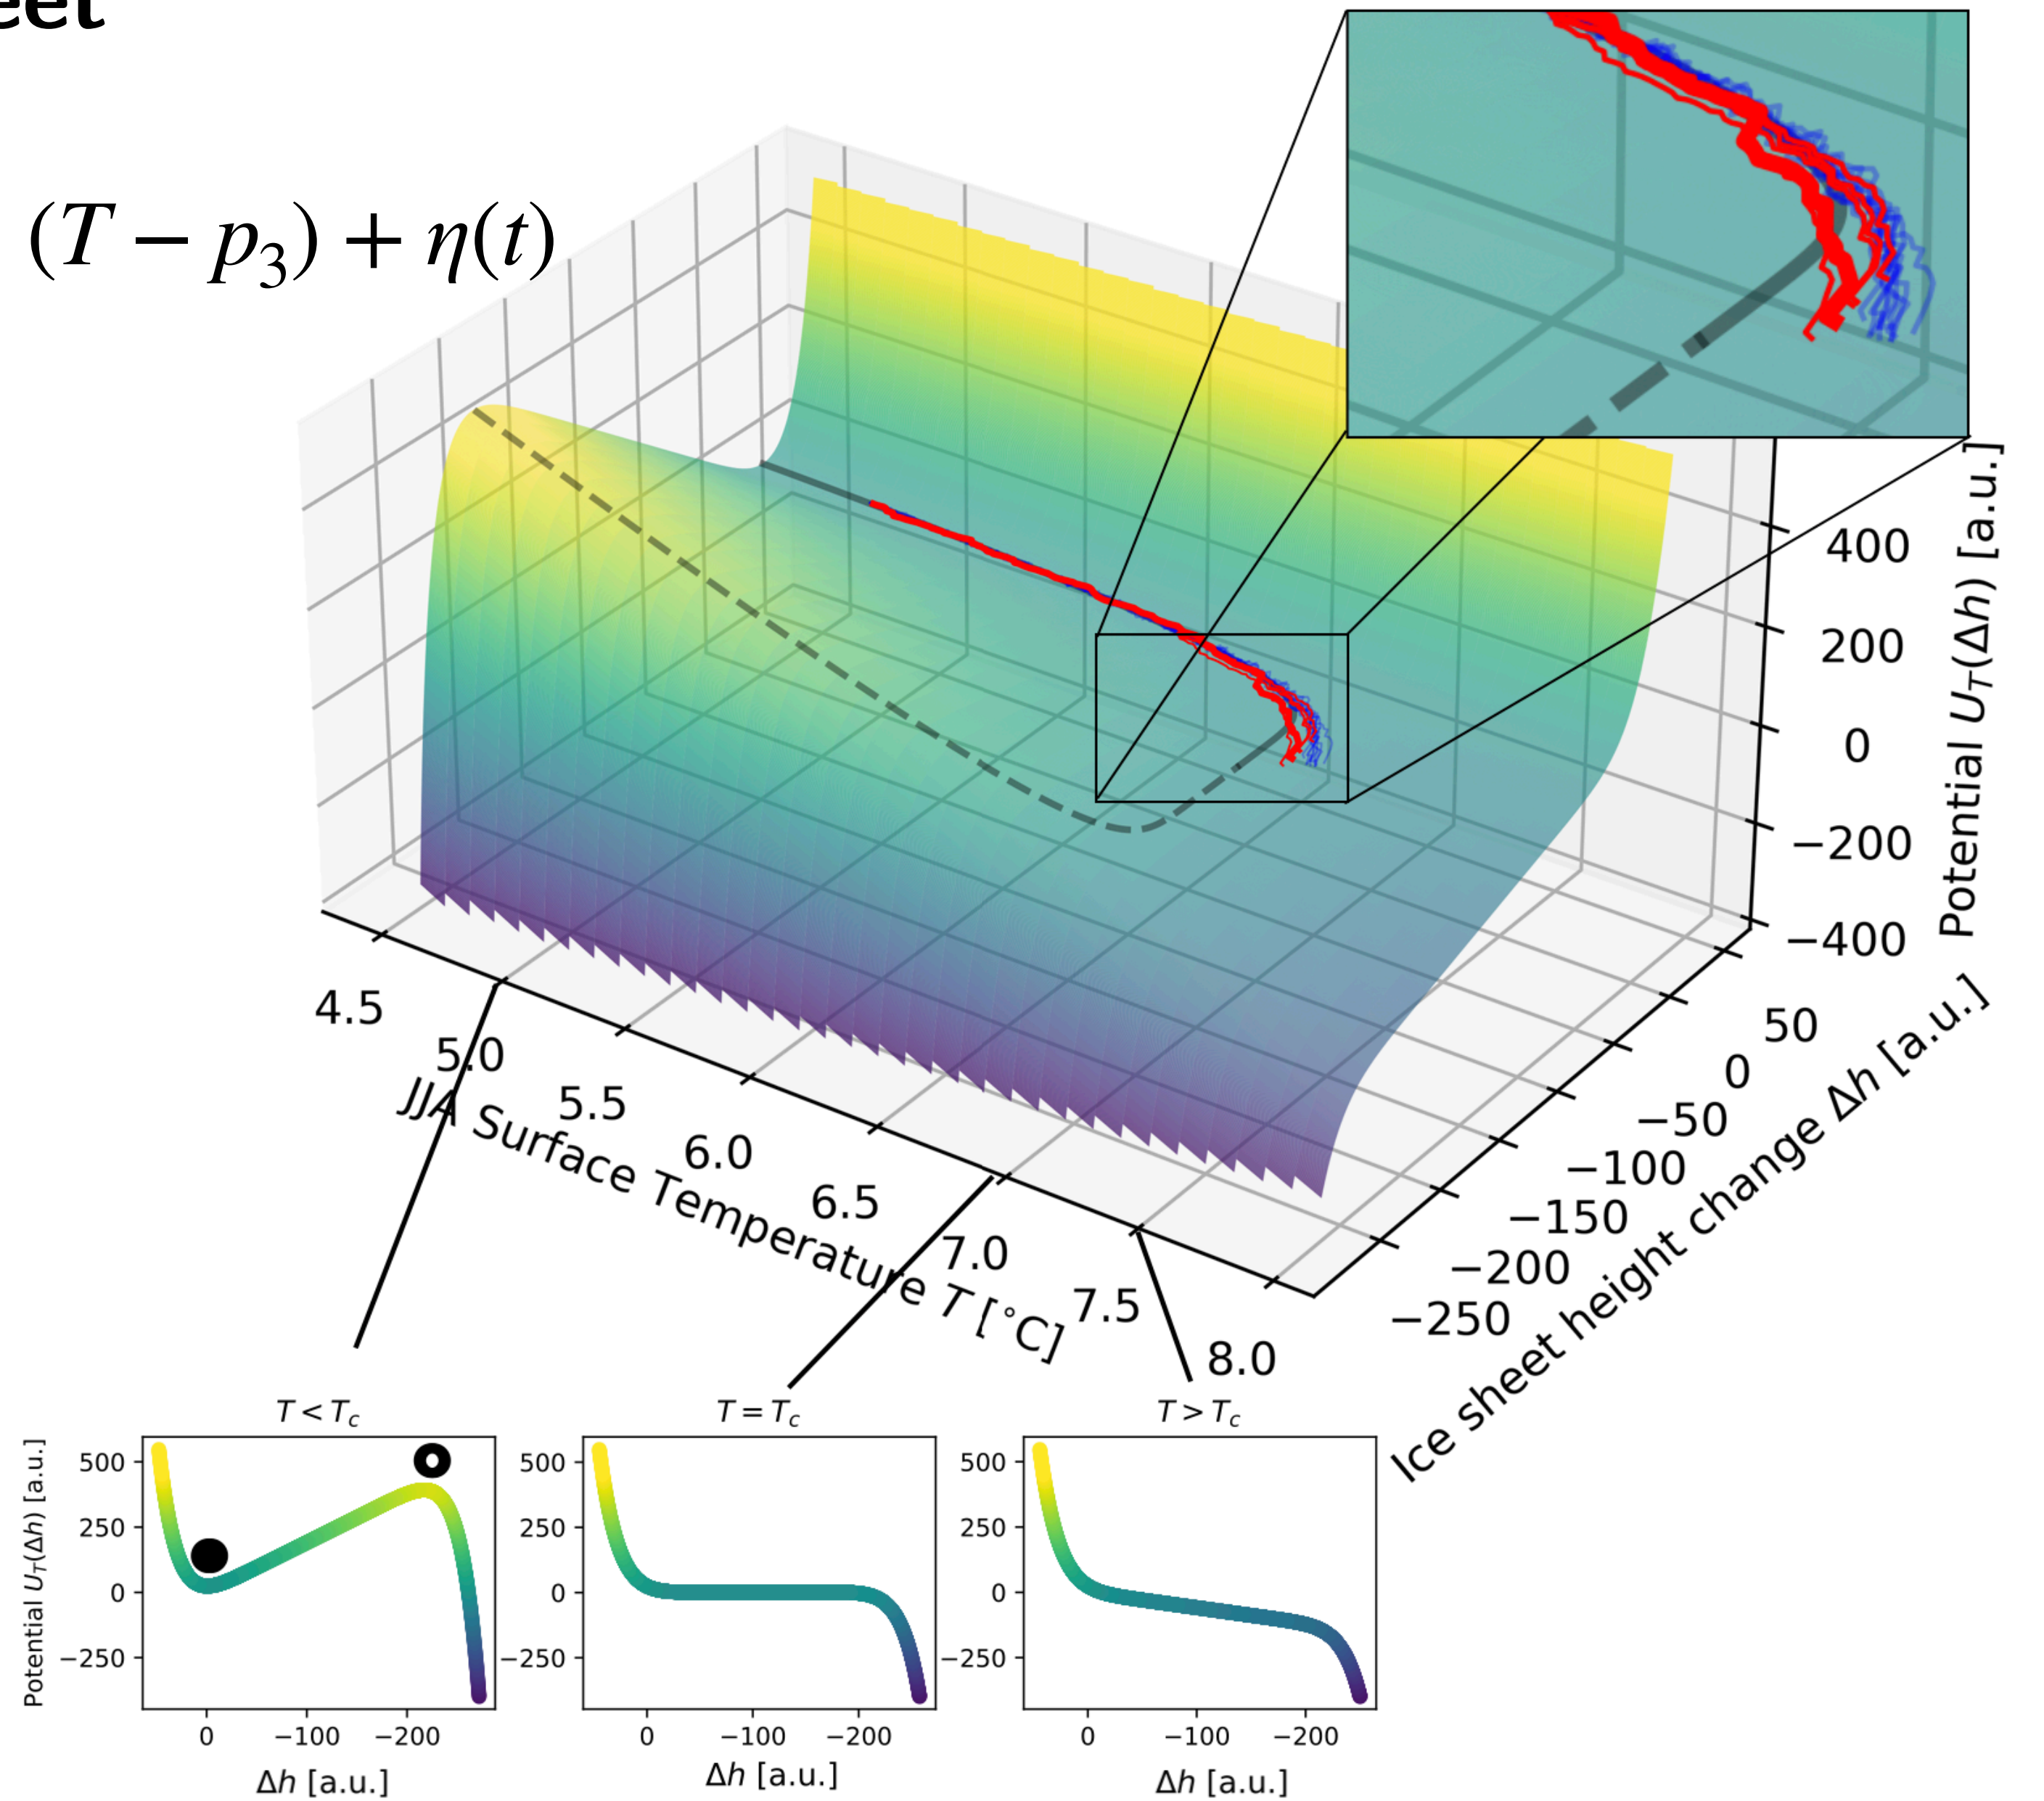 eet
(T − p₃) + η(t)
400
200
0
−200
−400
Potential U_T(Δh) [a.u.]
4.5
5.0
5.5
6.0
6.5
7.0
7.5
8.0
JJA Surface Temperature T [°C]
50
0
−50
−100
−150
−200
−250
Ice sheet height change Δh [a.u.]
T < T_c
500
250
0
−250
Potential U_T(Δh) [a.u.]
0 −100 −200
Δh [a.u.]
T = T_c
500
250
0
−250
0 −100 −200
Δh [a.u.]
T > T_c
500
250
0
−250
0 −100 −200
Δh [a.u.]